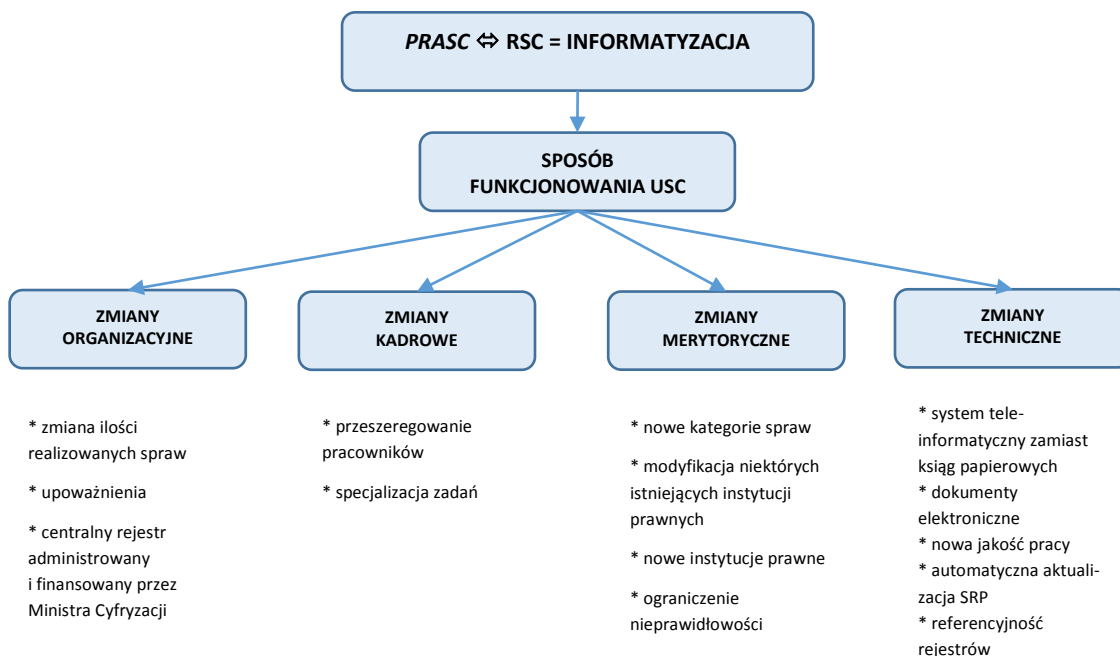 PRASC ⇔ RSC = INFORMATYZACJA
SPOSÓB
FUNKCJONOWANIA USC
ZMIANY
ORGANIZACYJNE
ZMIANY
KADROWE
ZMIANY
MERYTORYCZNE
ZMIANY
TECHNICZNE
* zmiana ilości
realizowanych spraw
* upoważnienia
* centralny rejestr
administrowany
i finansowany przez
Ministra Cyfryzacji
* przeszeregowanie
pracowników
* specjalizacja zadań
* nowe kategorie spraw
* modyfikacja niektórych
istniejących instytucji
prawnych
* nowe instytucje prawne
* ograniczenie
nieprawidłowości
* system tele-
informatyczny zamiast
ksiąg papierowych
* dokumenty
elektroniczne
* nowa jakość pracy
* automatyczna aktuali-
zacja SRP
* referencyjność
rejestrów